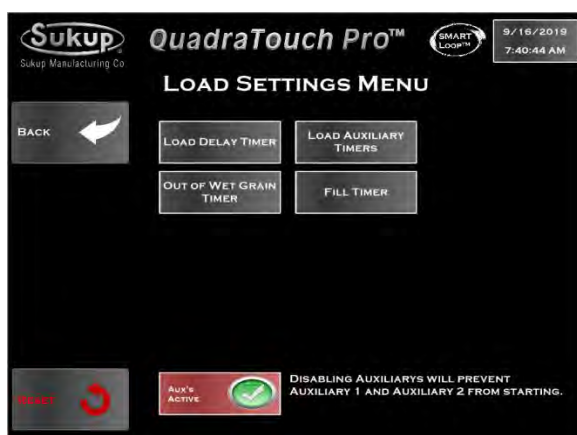 Sukup
Sukup Manufacturing Co.
QuadraTouch Pro™
SMART
LOOP™
9/16/2019
7:40:44 AM
LOAD SETTINGS MENU
BACK
LOAD DELAY TIMER
LOAD AUXILIARY
TIMERS
OUT OF WET GRAIN
TIMER
FILL TIMER
RESET
AUX'S
ACTIVE
DISABLING AUXILIARYS WILL PREVENT
AUXILIARY 1 AND AUXILIARY 2 FROM STARTING.